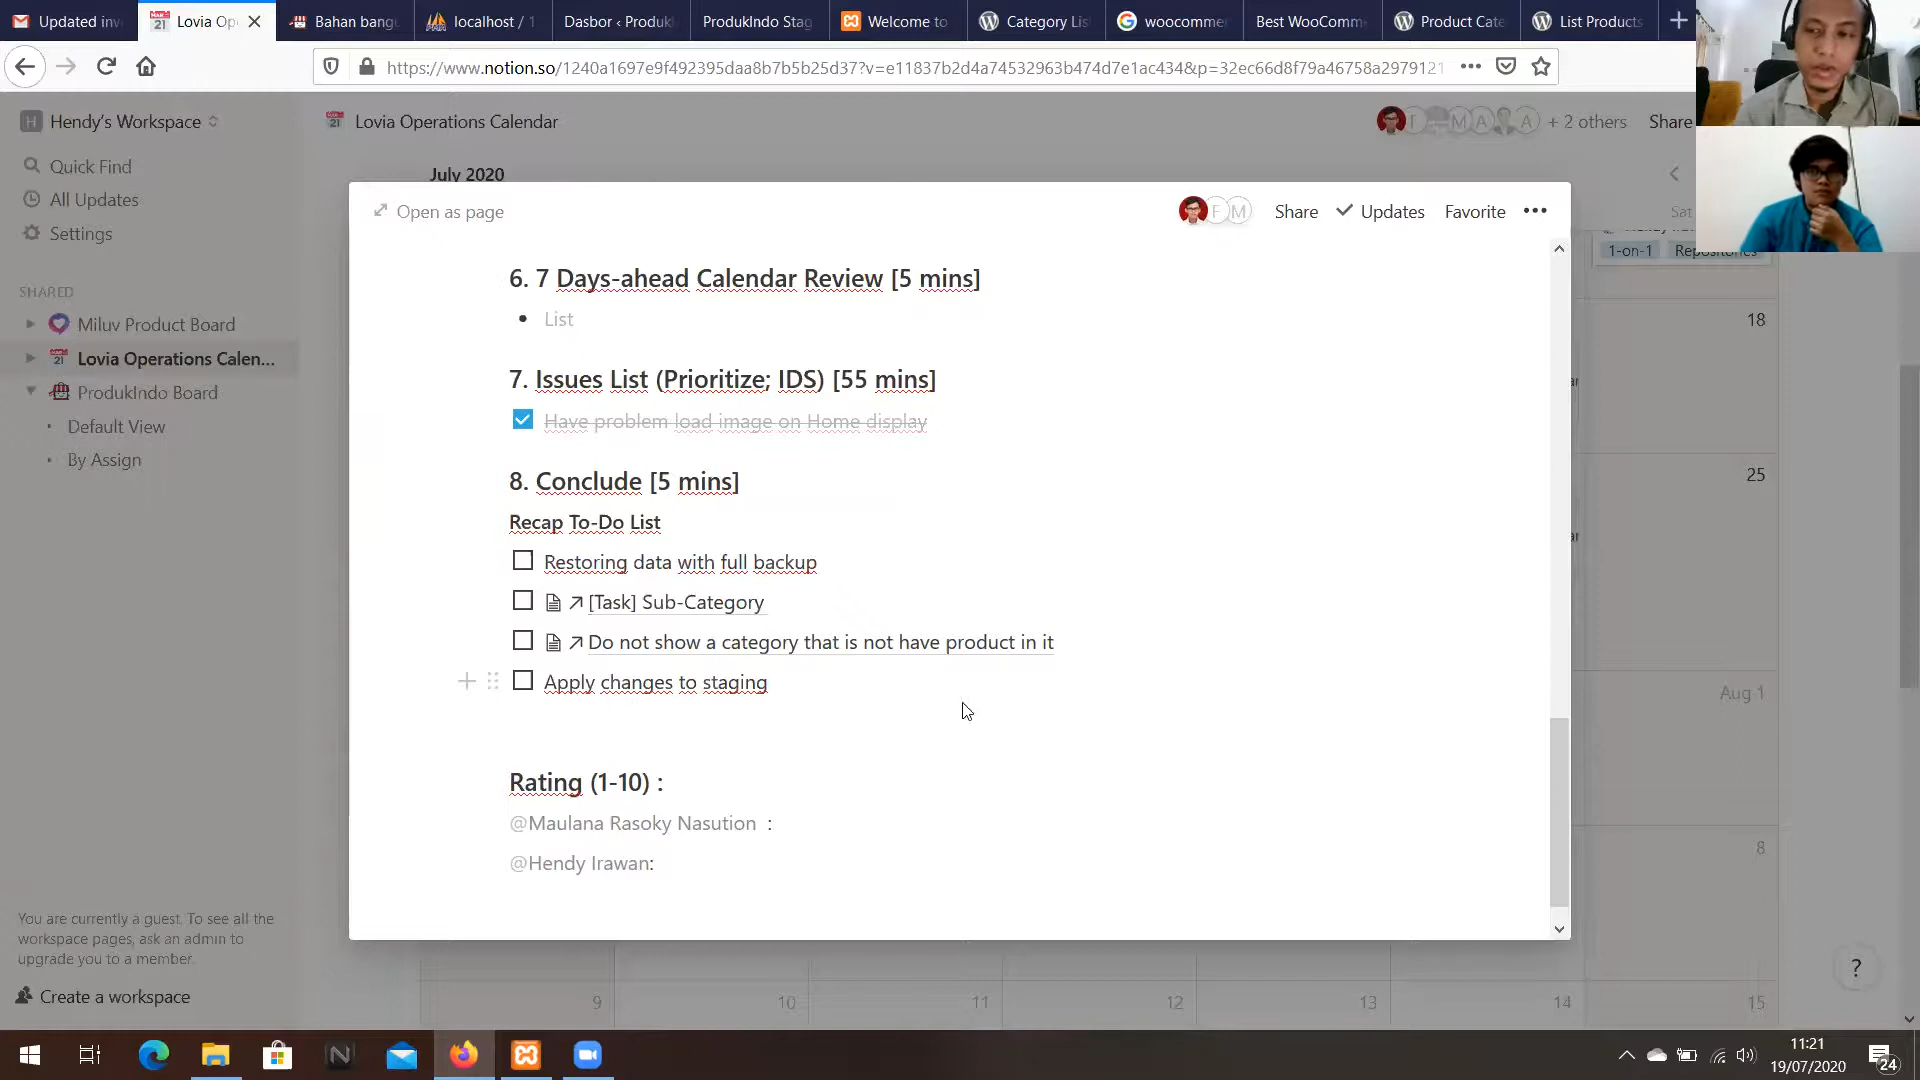 Updated inv
Lovia Op
Bahan bangu
localhost / 1
Dasbor ‹ Produk
ProdukIndo Stag
Welcome to
Category Lis
woocomme
Best WooComm
Product Cate
List Products
https://www.notion.so/1240a1697e9f492395daa8b7b5b25d37?v=e11837b2d4a74532963b474d7e1ac434&p=32ec66d8f79a46758a2979121
H Hendy's Workspace
Lovia Operations Calendar
+ 2 others
Share
Quick Find
All Updates
Settings
July 2020
Open as page
F M
Share
Updates
Favorite
Sat
1-on-1
Repositories
SHARED
Miluv Product Board
Lovia Operations Calen...
ProdukIndo Board
Default View
By Assign
6. 7 Days-ahead Calendar Review [5 mins]
List
7. Issues List (Prioritize; IDS) [55 mins]
Have problem load image on Home display
8. Conclude [5 mins]
Recap To-Do List
Restoring data with full backup
[Task] Sub-Category
Do not show a category that is not have product in it
Apply changes to staging
Rating (1-10) :
@Maulana Rasoky Nasution :
@Hendy Irawan:
18
25
Aug 1
8
9
10
11
12
13
14
15
You are currently a guest. To see all the
workspace pages, ask an admin to
upgrade you to a member.
Create a workspace
?
11:21
19/07/2020
24